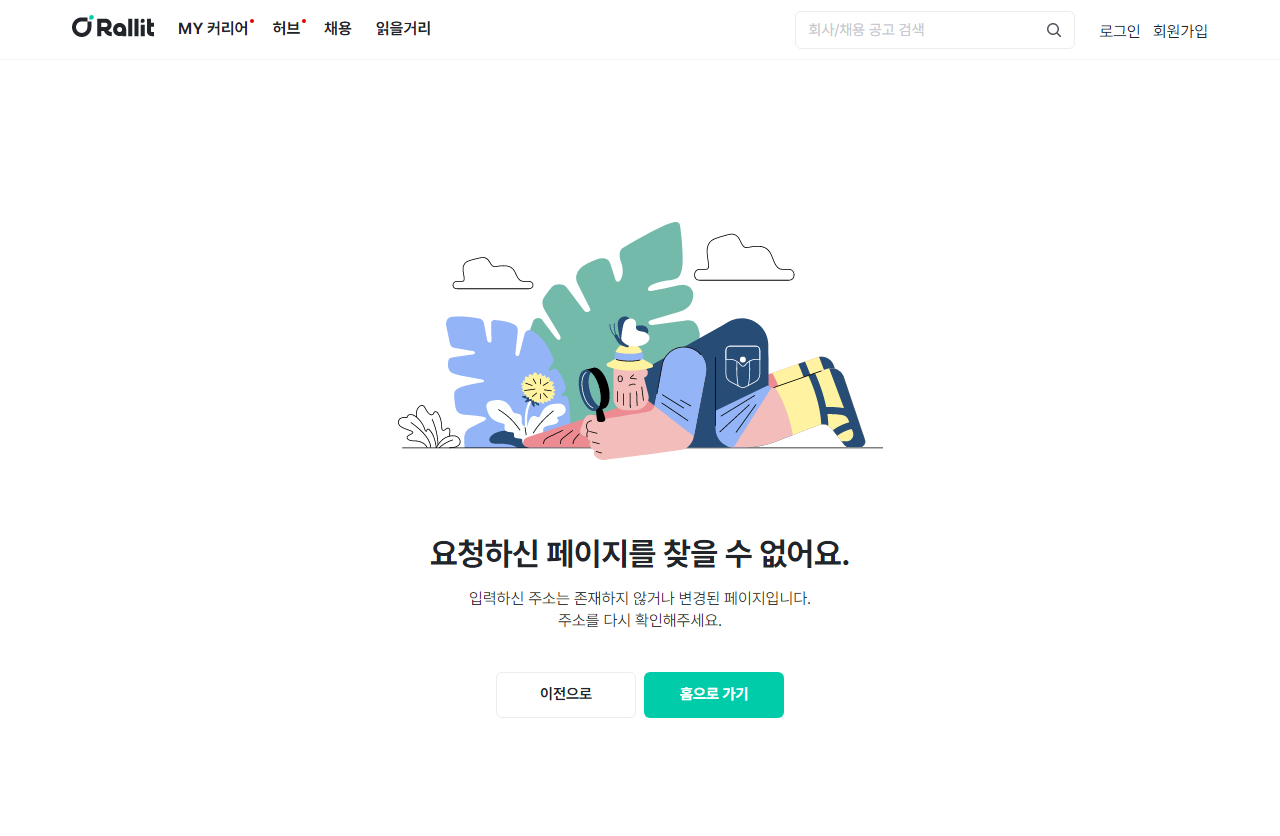 Rallit
MY 커리어
허브
채용
읽을거리
회사/채용 공고 검색
로그인
회원가입
요청하신 페이지를 찾을 수 없어요.
입력하신 주소는 존재하지 않거나 변경된 페이지입니다.
주소를 다시 확인해주세요.
이전으로
홈으로 가기